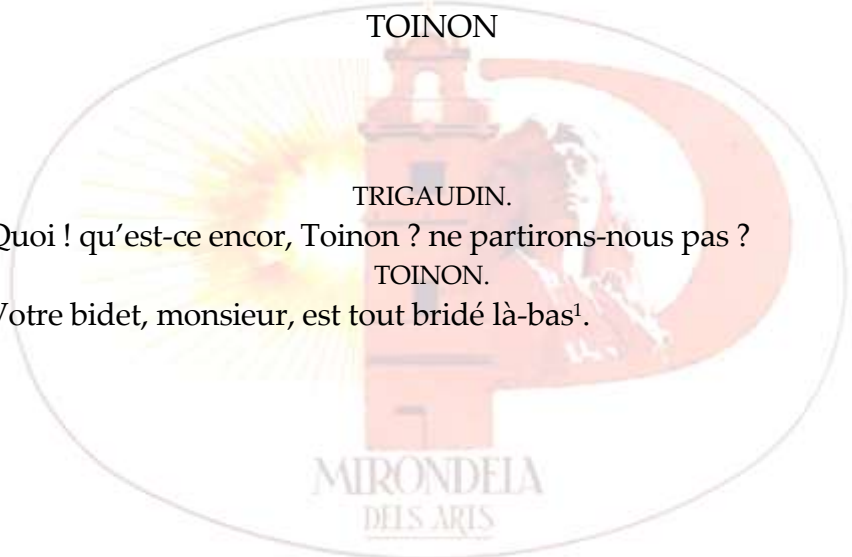 TOINON
TRIGAUDIN.
Quoi ! qu’est-ce encor, Toinon ? ne partirons-nous pas ?
TOINON.
Votre bidet, monsieur, est tout bridé là-bas¹.
MIRONDELA
DELS ARTS